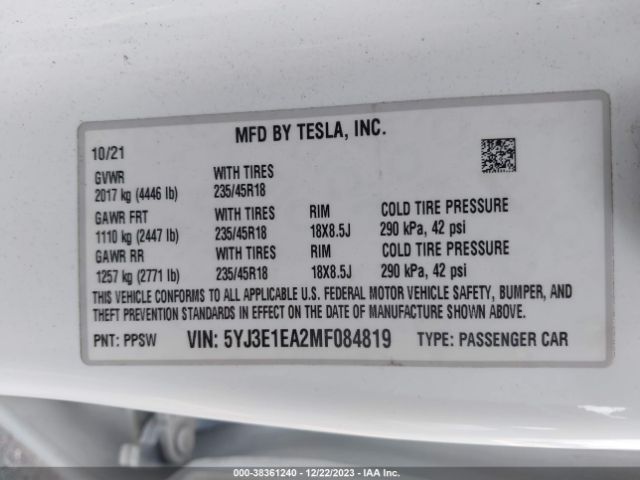 MFD BY TESLA, INC.
10/21
GVWR WITH TIRES
2017 kg (4446 lb) 235/45R18
GAWR FRT WITH TIRES RIM COLD TIRE PRESSURE
1110 kg (2447 lb) 235/45R18 18X8.5J 290 kPa, 42 psi
GAWR RR WITH TIRES RIM COLD TIRE PRESSURE
1257 kg (2771 lb) 235/45R18 18X8.5J 290 kPa, 42 psi
THIS VEHICLE CONFORMS TO ALL APPLICABLE U.S. FEDERAL MOTOR VEHICLE SAFETY, BUMPER, AND
THEFT PREVENTION STANDARDS IN EFFECT ON THE DATE OF MANUFACTURE SHOWN ABOVE.
PNT: PPSW VIN: 5YJ3E1EA2MF084819 TYPE: PASSENGER CAR
000-38361240 - 12/22/2023 - IAA Inc.